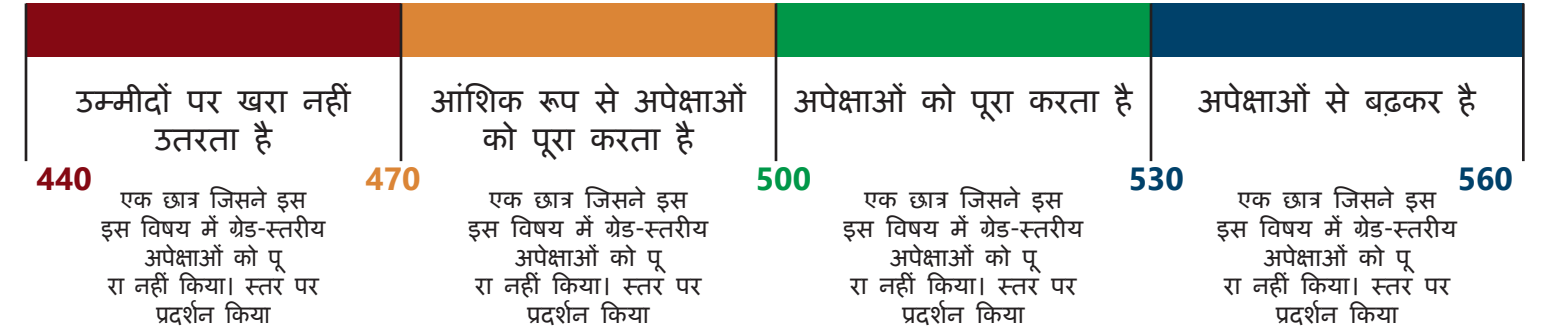 उम्मीदों पर खरा नहीं
उतरता है
आंशिक रूप से अपेक्षाओं
को पूरा करता है
अपेक्षाओं को पूरा करता है
अपेक्षाओं से बढ़कर है
440
470
500
530
560
एक छात्र जिसने इस
इस विषय में ग्रेड-स्तरीय
अपेक्षाओं को पू
रा नहीं किया। स्तर पर
प्रदर्शन किया
एक छात्र जिसने इस
इस विषय में ग्रेड-स्तरीय
अपेक्षाओं को पू
रा नहीं किया। स्तर पर
प्रदर्शन किया
एक छात्र जिसने इस
इस विषय में ग्रेड-स्तरीय
अपेक्षाओं को पू
रा नहीं किया। स्तर पर
प्रदर्शन किया
एक छात्र जिसने इस
इस विषय में ग्रेड-स्तरीय
अपेक्षाओं को पू
रा नहीं किया। स्तर पर
प्रदर्शन किया